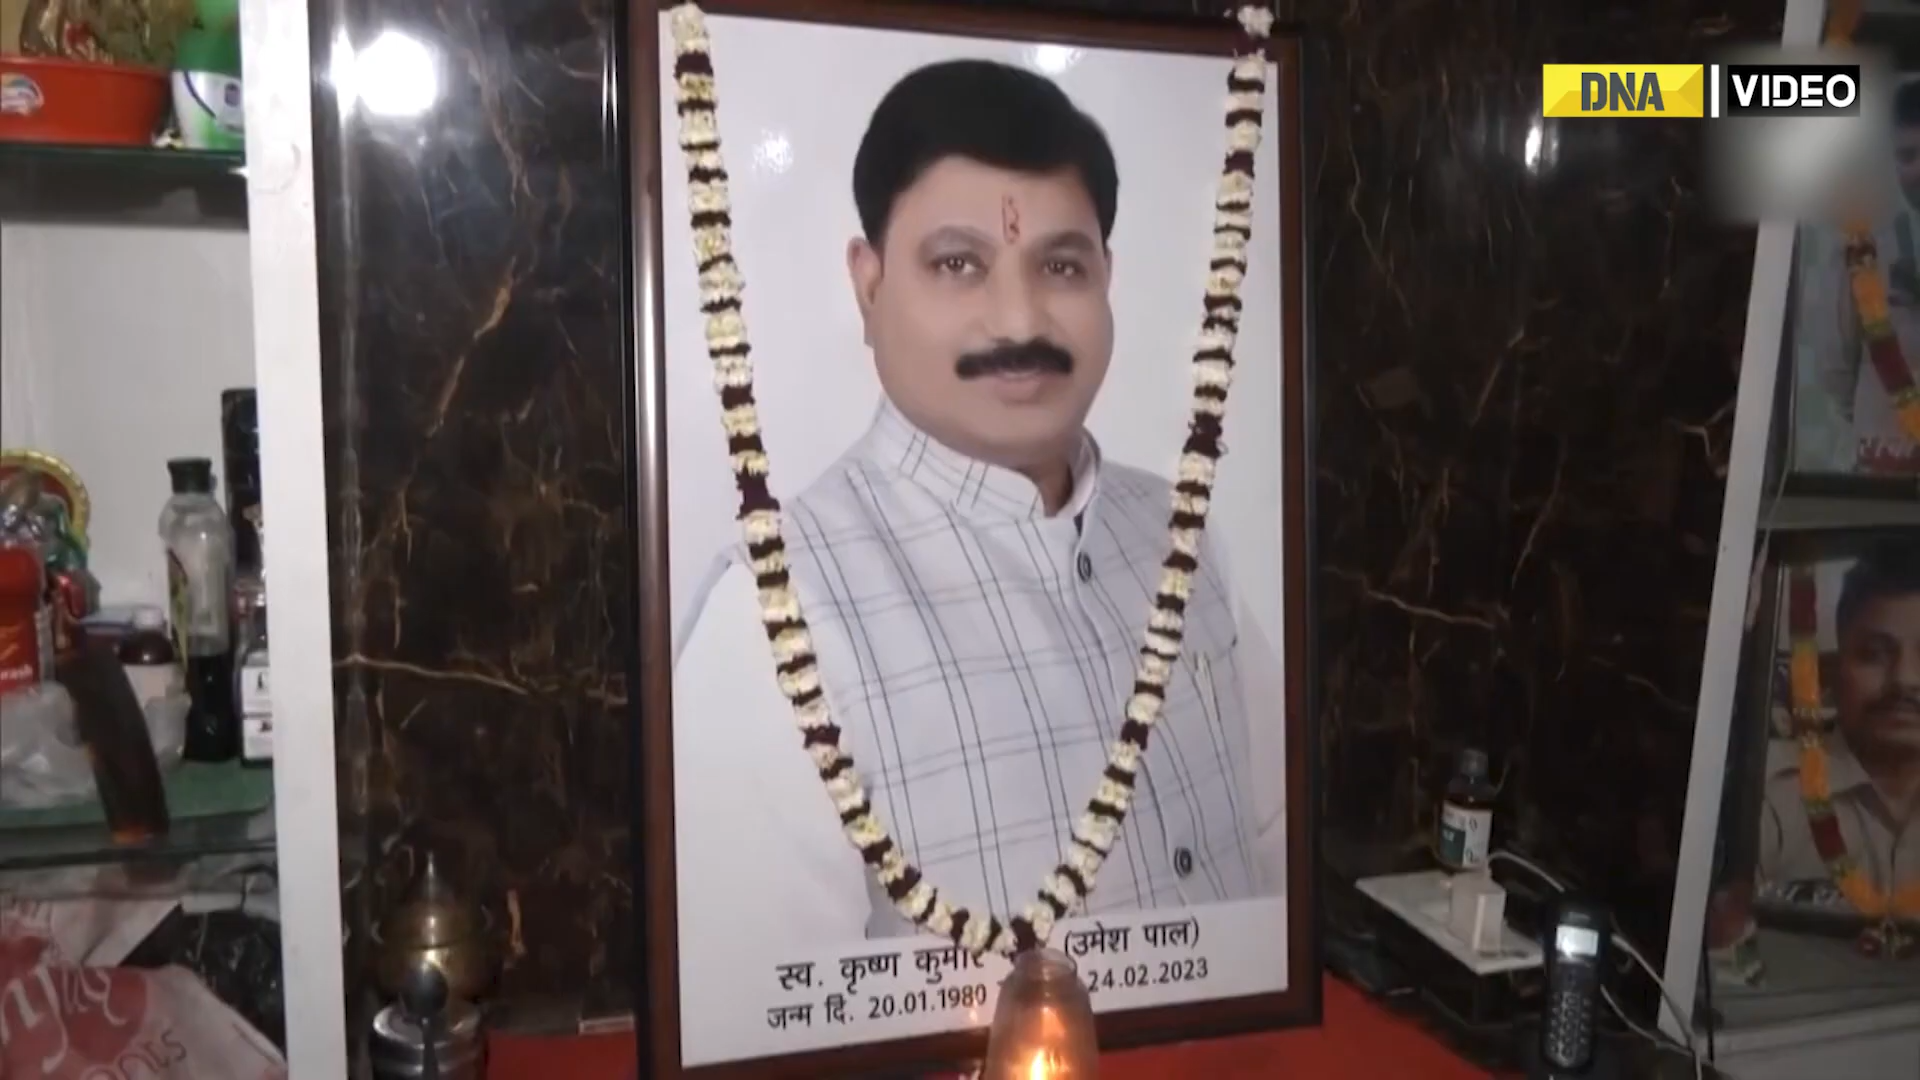 DNA VIDEO
स्व. कृष्ण कुमार (उमेश पाल)
जन्म दि. 20.01.1980 24.02.2023